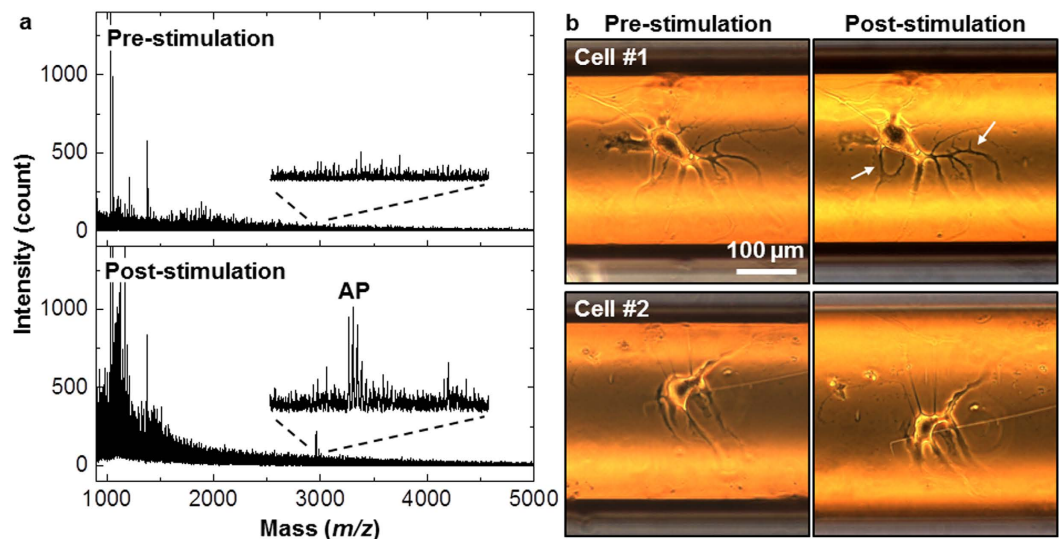 a
Pre-stimulation
1000
500
0
Post-stimulation
AP
1000
500
0
1000 2000 3000 4000 5000
Mass (m/z)
Intensity (count)
b
Pre-stimulation Post-stimulation
Cell #1
100 µm
Cell #2